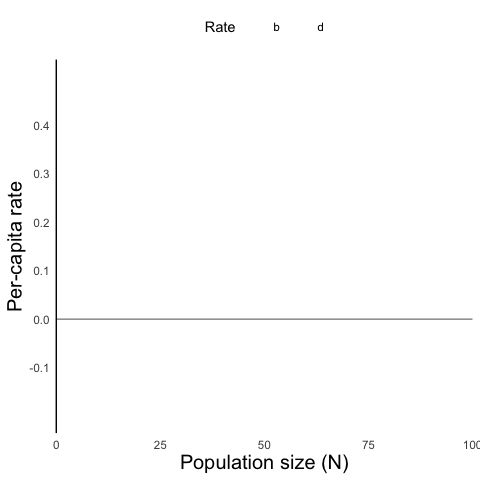 Rate b d
0.4
0.3
0.2
0.1
0.0
-0.1
Per-capita rate
0 25 50 75 100
Population size (N)